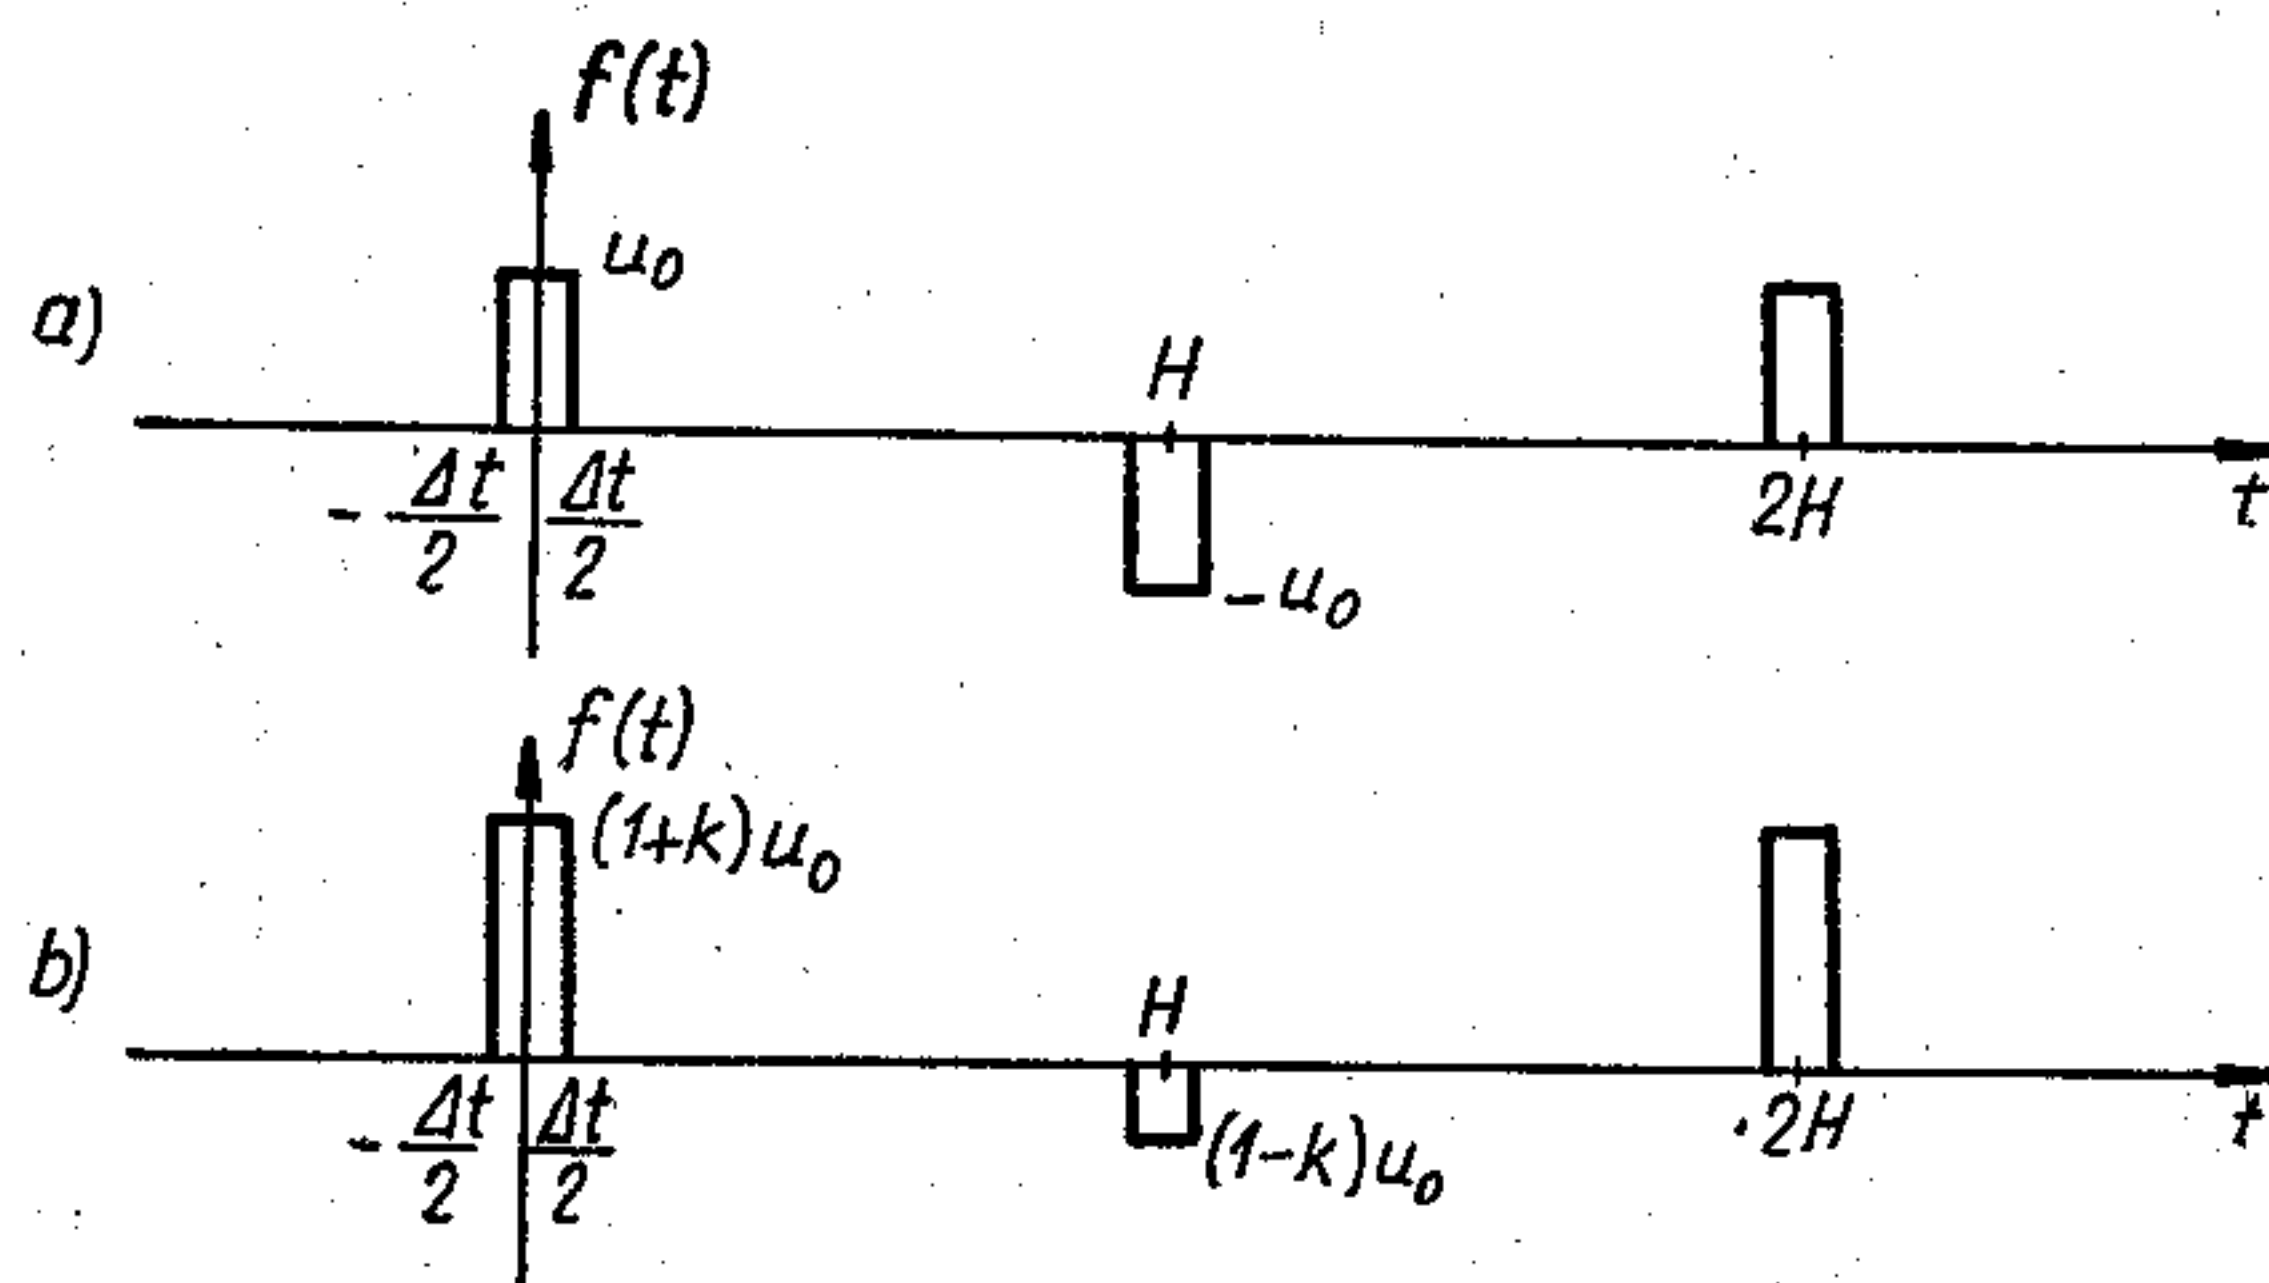 f(t)
u₀
a)
H
-Δt/2 Δt/2
2H
t
-u₀
f(t)
(1+k)u₀
b)
H
-Δt/2 Δt/2
2H
t
(1-k)u₀